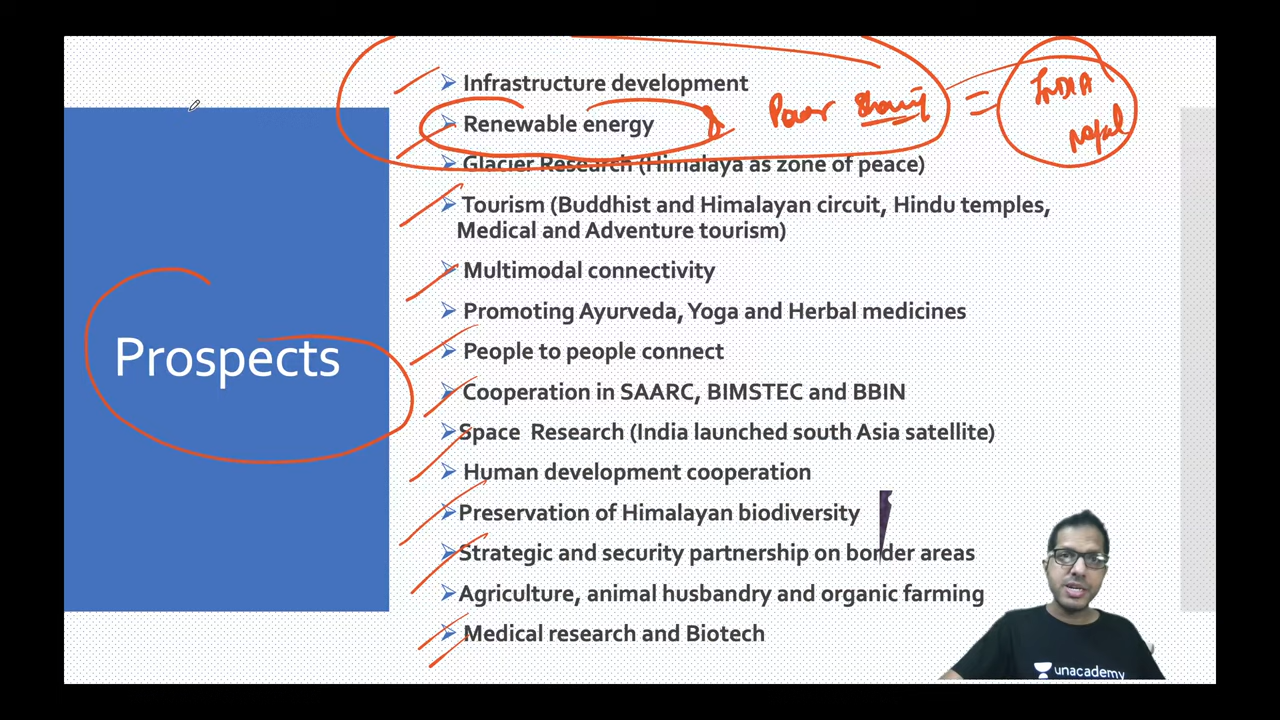 Infrastructure development
Renewable energy
Power Sharing = INDIA
Nepal
Glacier Research (Himalaya as zone of peace)
Tourism (Buddhist and Himalayan circuit, Hindu temples,
Medical and Adventure tourism)
Multimodal connectivity
Promoting Ayurveda, Yoga and Herbal medicines
Prospects
People to people connect
Cooperation in SAARC, BIMSTEC and BBIN
Space Research (India launched south Asia satellite)
Human development cooperation
Preservation of Himalayan biodiversity
Strategic and security partnership on border areas
Agriculture, animal husbandry and organic farming
Medical research and Biotech
unacademy